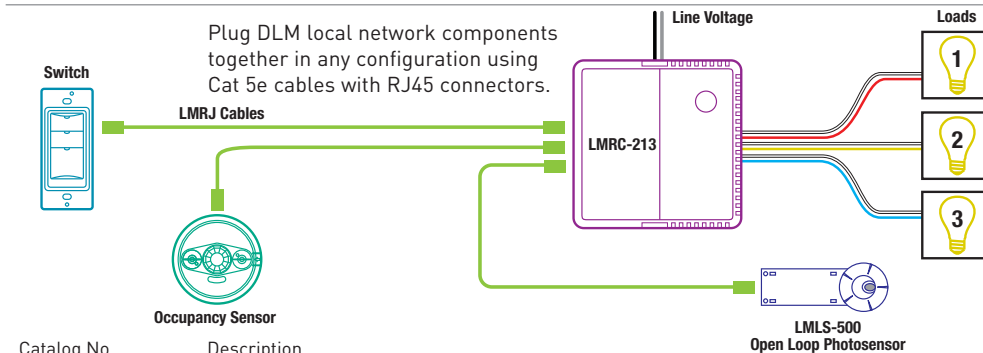 Plug DLM local network components
together in any configuration using
Cat 5e cables with RJ45 connectors.
Line Voltage
Loads
Switch
LMRJ Cables
LMRC-213
1
2
3
Occupancy Sensor
LMLS-500
Open Loop Photosensor
Catalog No. Description